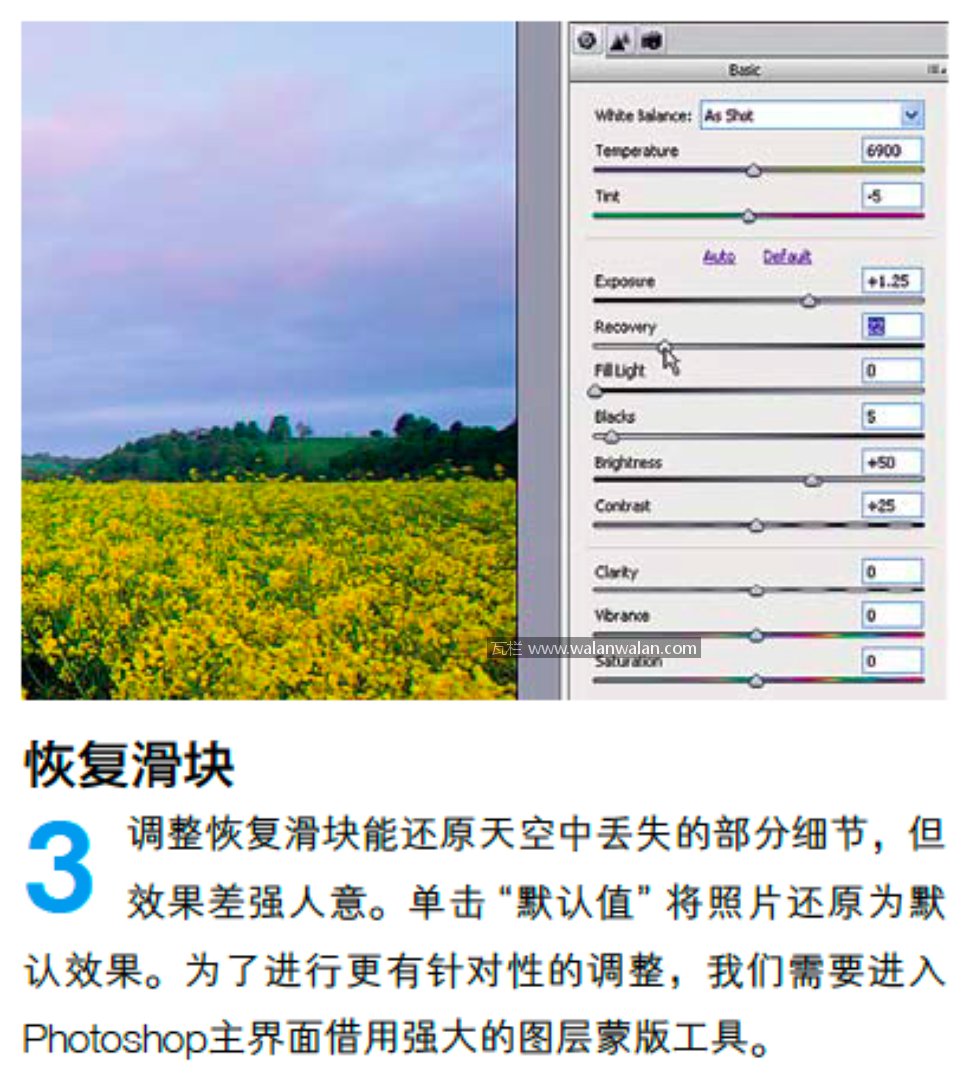 Basic
White Balance: As Shot
Temperature 6900
Tint -5
Auto Default
Exposure +1.25
Recovery
Fill Light 0
Blacks 5
Brightness +50
Contrast +25
Clarity 0
Vibrance 0
瓦栏 www.walanwalan.com
Saturation 0
恢复滑块
3 调整恢复滑块能还原天空中丢失的部分细节，但
效果差强人意。单击“默认值”将照片还原为默
认效果。为了进行更有针对性的调整，我们需要进入
Photoshop主界面借用强大的图层蒙版工具。